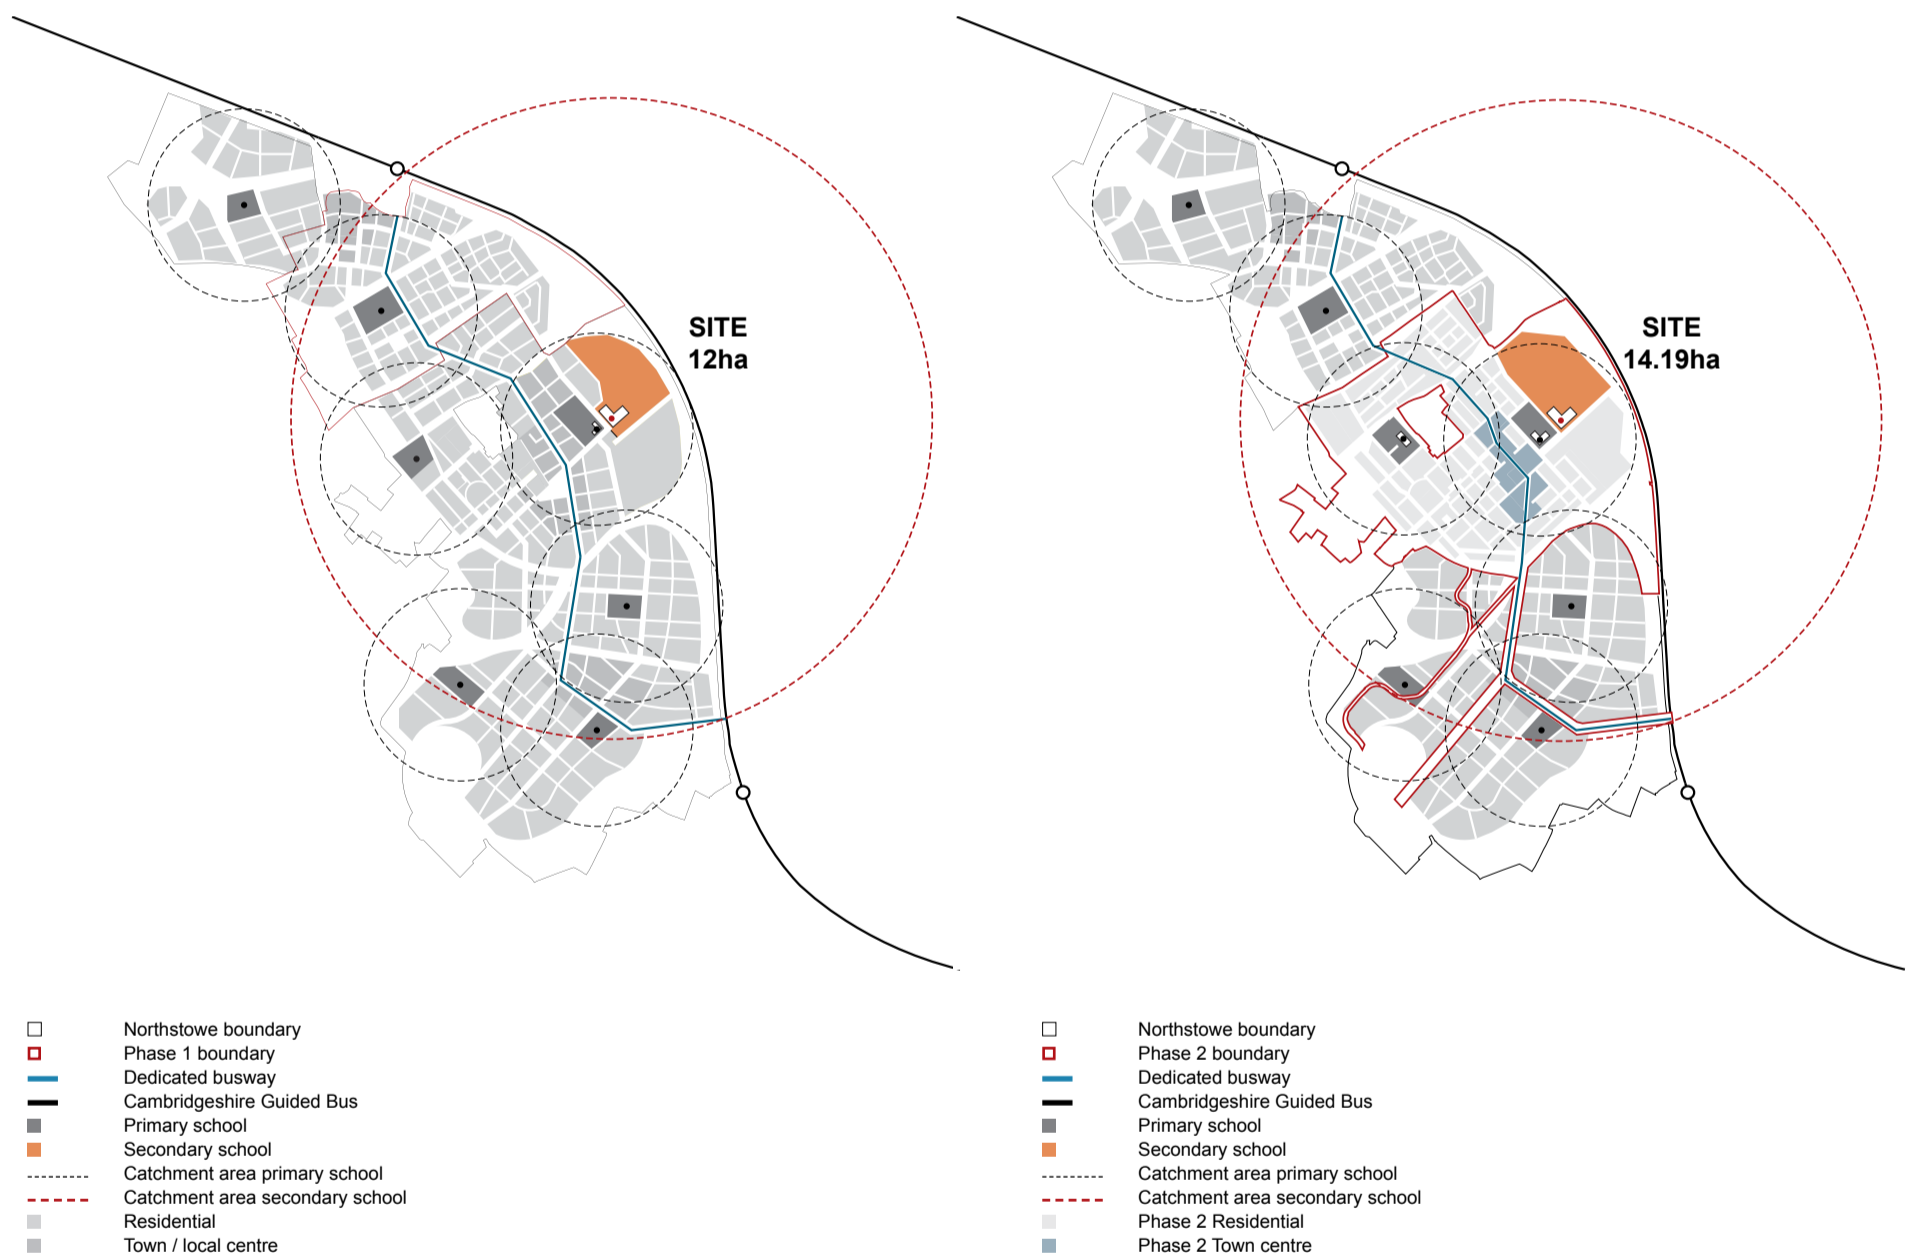 SITE
12ha
SITE
14.19ha
Northstowe boundary
Phase 1 boundary
Dedicated busway
Cambridgeshire Guided Bus
Primary school
Secondary school
Catchment area primary school
Catchment area secondary school
Residential
Town / local centre
Northstowe boundary
Phase 2 boundary
Dedicated busway
Cambridgeshire Guided Bus
Primary school
Secondary school
Catchment area primary school
Catchment area secondary school
Phase 2 Residential
Phase 2 Town centre